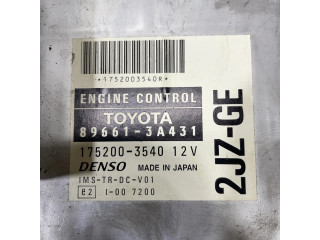 *1752003540R*
ENGINE CONTROL
TOYOTA
89661-3A431
175200-3540 12V
DENSO MADE IN JAPAN
IMS-TR-DC-V01
e2 I-00 7200
2JZ-GE